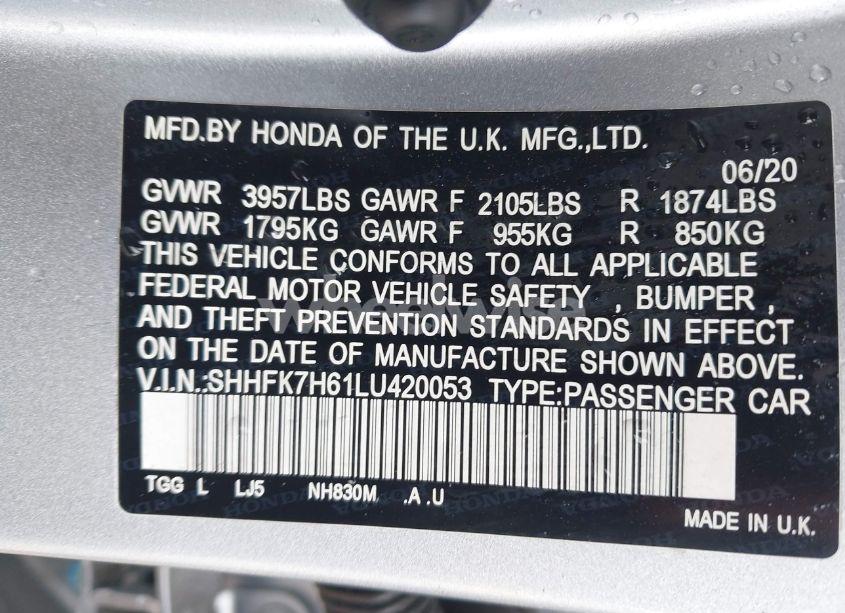 MFD.BY HONDA OF THE U.K. MFG.,LTD.
06/20
GVWR 3957LBS GAWR F 2105LBS R 1874LBS
GVWR 1795KG GAWR F 955KG R 850KG
THIS VEHICLE CONFORMS TO ALL APPLICABLE
FEDERAL MOTOR VEHICLE SAFETY , BUMPER ,
AND THEFT PREVENTION STANDARDS IN EFFECT
ON THE DATE OF MANUFACTURE SHOWN ABOVE.
V.I.N.:SHHFK7H61LU420053 TYPE:PASSENGER CAR
TGG L LJ5 NH830M .A .U
MADE IN U.K.